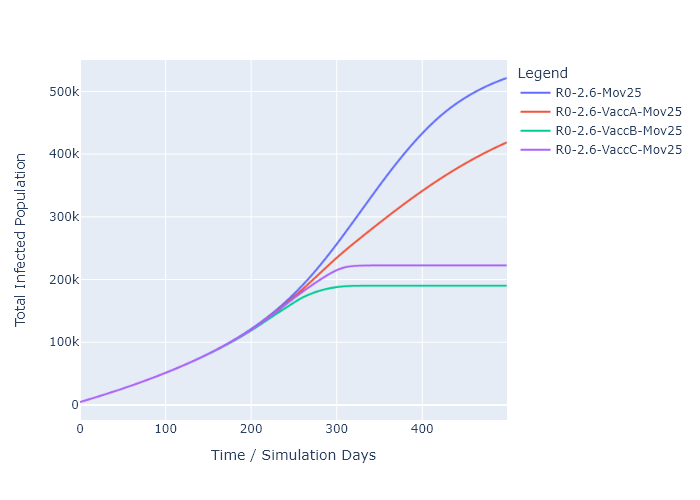 Legend
R0-2.6-Mov25
R0-2.6-VaccA-Mov25
R0-2.6-VaccB-Mov25
R0-2.6-VaccC-Mov25
Total Infected Population
500k
400k
300k
200k
100k
0
0 100 200 300 400
Time / Simulation Days